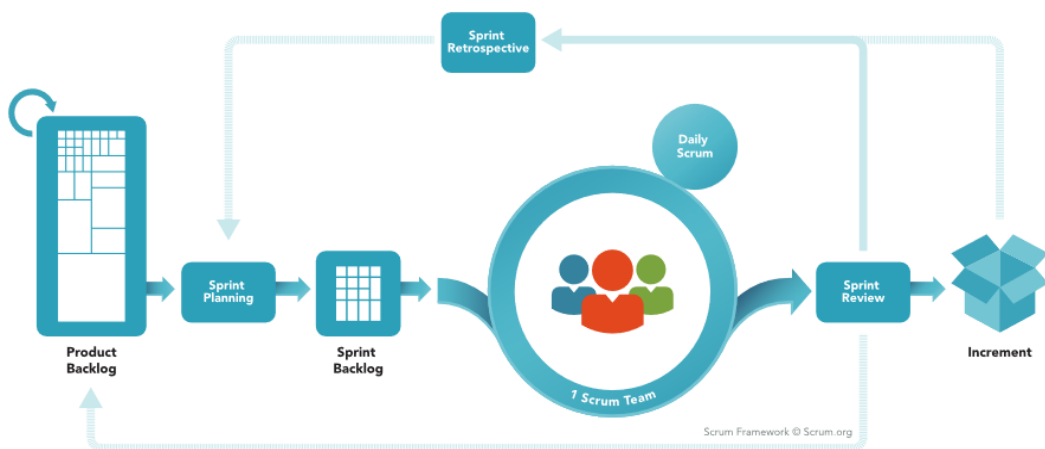 Sprint
Retrospective
Daily
Scrum
Sprint
Planning
Sprint
Review
Product
Backlog
Sprint
Backlog
1 Scrum Team
Increment
Scrum Framework © Scrum.org